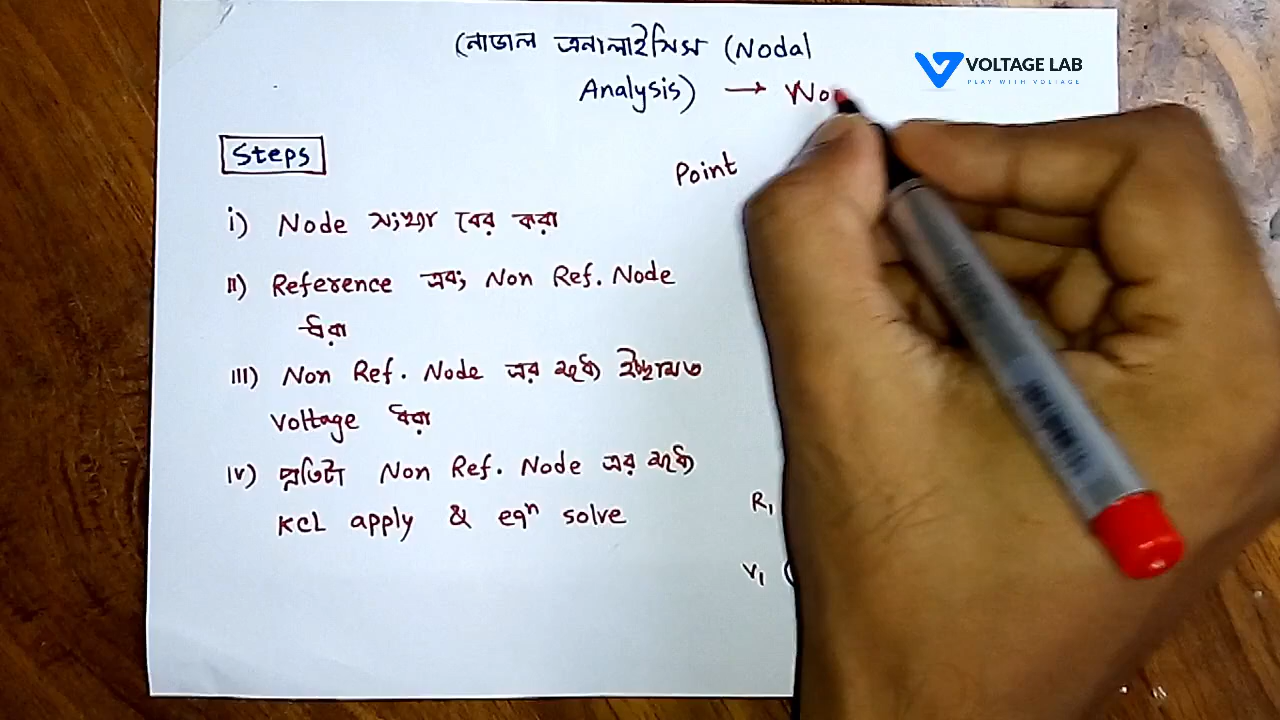 নোডাল এনালাইসিস (Nodal
Analysis) → No
VOLTAGE LAB
PLAY WITH VOLTAGE
Steps
Point
i) Node সংখ্যা বের করা
ii) Reference এবং Non Ref. Node
ধরা
iii) Non Ref. Node এর মধ্যে ইচ্ছামত
voltage ধরা
iv) প্রতিটা Non Ref. Node এর মধ্যে
KCL apply & eqⁿ solve
R₁
V₁